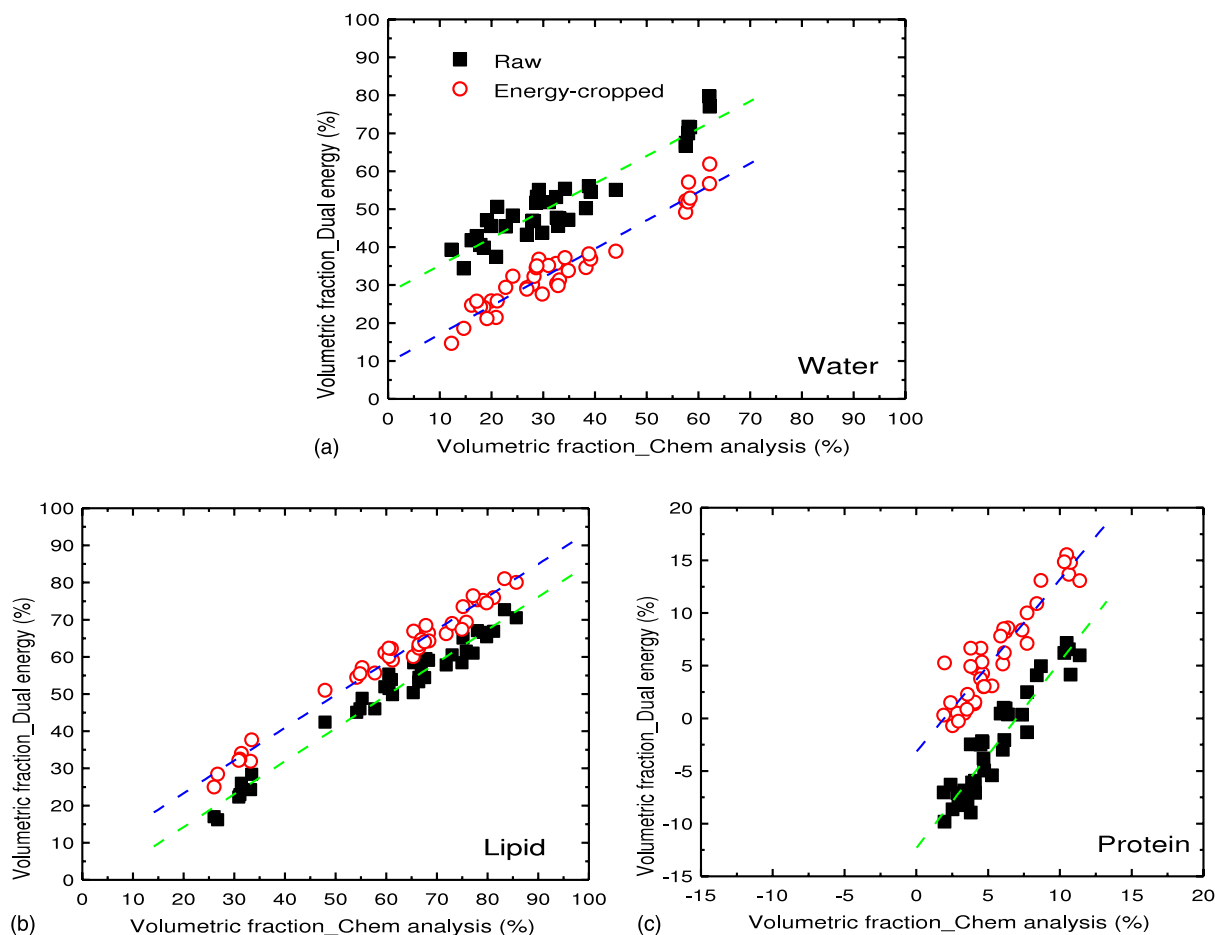 100
90
80
70
60
50
40
30
20
10
0
Volumetric fraction_Dual energy (%)
Raw
Energy-cropped
Water
0 10 20 30 40 50 60 70 80 90 100
Volumetric fraction_Chem analysis (%)
(a)
100
90
80
70
60
50
40
30
20
10
0
Volumetric fraction_Dual energy (%)
Lipid
0 10 20 30 40 50 60 70 80 90 100
Volumetric fraction_Chem analysis (%)
(b)
20
15
10
5
0
-5
-10
-15
Volumetric fraction_Dual energy (%)
Protein
-15 -10 -5 0 5 10 15 20
Volumetric fraction_Chem analysis (%)
(c)